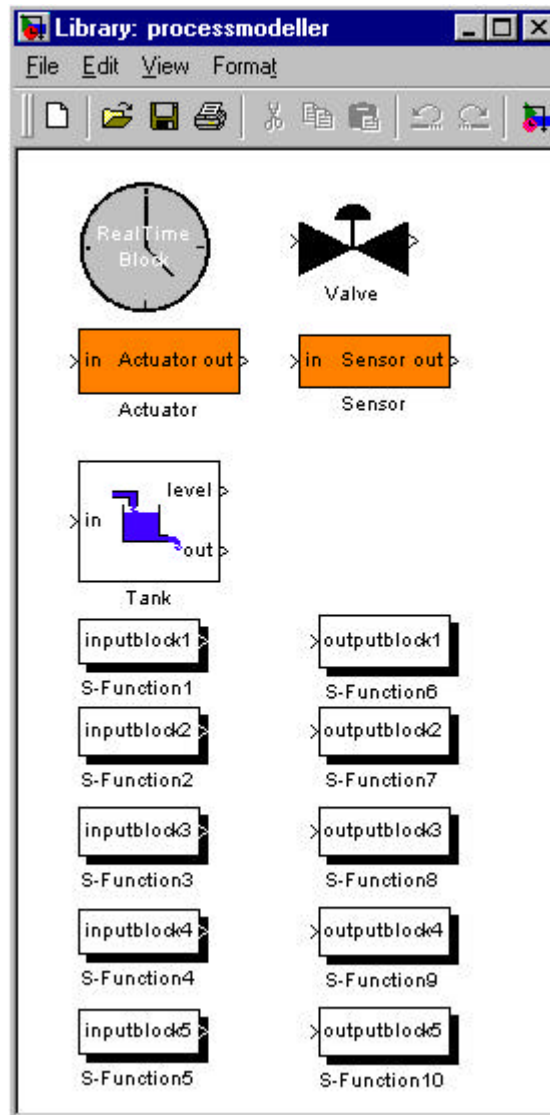 Library: processmodeller
File Edit View Format
RealTime
Block
Valve
in Actuator out
Actuator
in Sensor out
Sensor
level
in
out
Tank
inputblock1
S-Function1
outputblock1
S-Function6
inputblock2
S-Function2
outputblock2
S-Function7
inputblock3
S-Function3
outputblock3
S-Function8
inputblock4
S-Function4
outputblock4
S-Function9
inputblock5
S-Function5
outputblock5
S-Function10